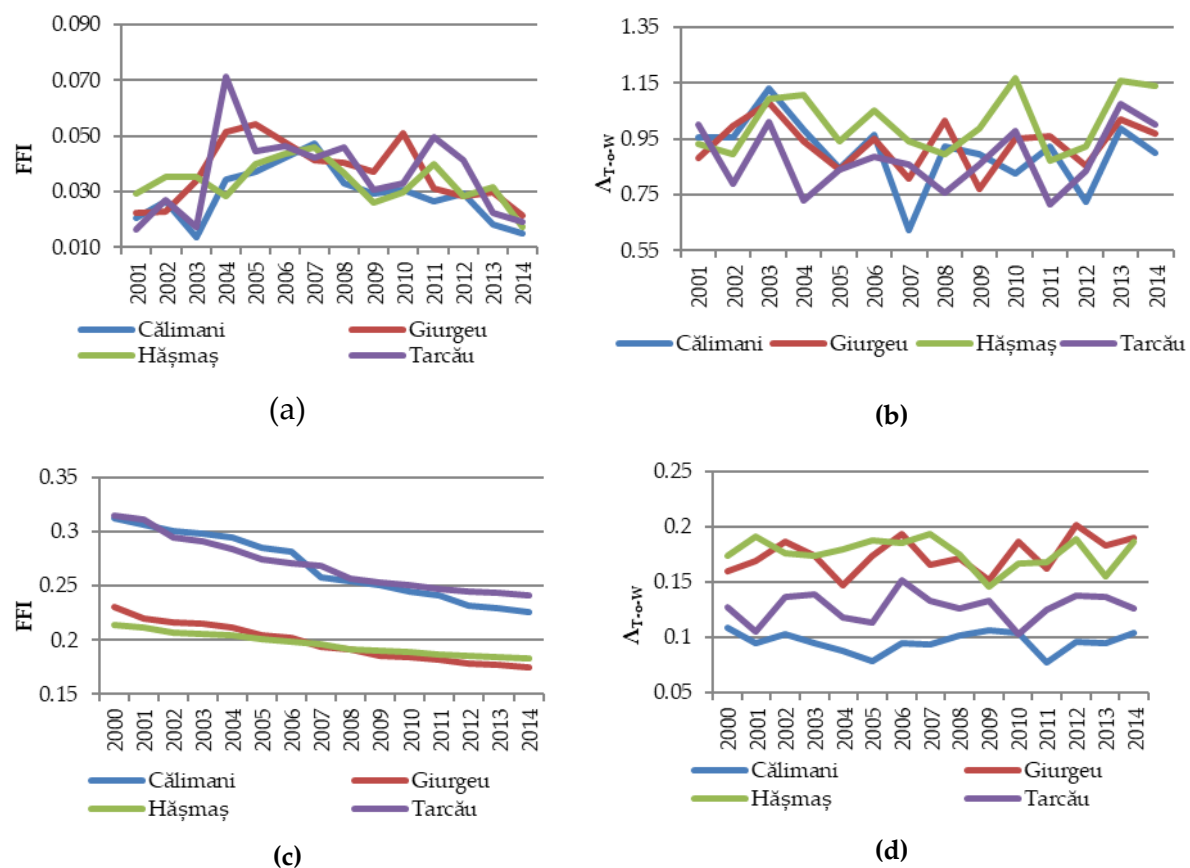 0.090
0.070
0.050
0.030
0.010
FFI
2001 2002 2003 2004 2005 2006 2007 2008 2009 2010 2011 2012 2013 2014
Călimani Giurgeu
Hășmaș Tarcău
(a)
1.35
1.15
0.95
0.75
0.55
ΛT-o-W
2001 2002 2003 2004 2005 2006 2007 2008 2009 2010 2011 2012 2013 2014
Călimani Giurgeu Hășmaș Tarcău
(b)
0.35
0.3
0.25
0.2
0.15
FFI
2000 2001 2002 2003 2004 2005 2006 2007 2008 2009 2010 2011 2012 2013 2014
Călimani Giurgeu
Hășmaș Tarcău
(c)
0.25
0.2
0.15
0.1
0.05
ΛT-o-W
2000 2001 2002 2003 2004 2005 2006 2007 2008 2009 2010 2011 2012 2013 2014
Călimani Giurgeu
Hășmaș Tarcău
(d)